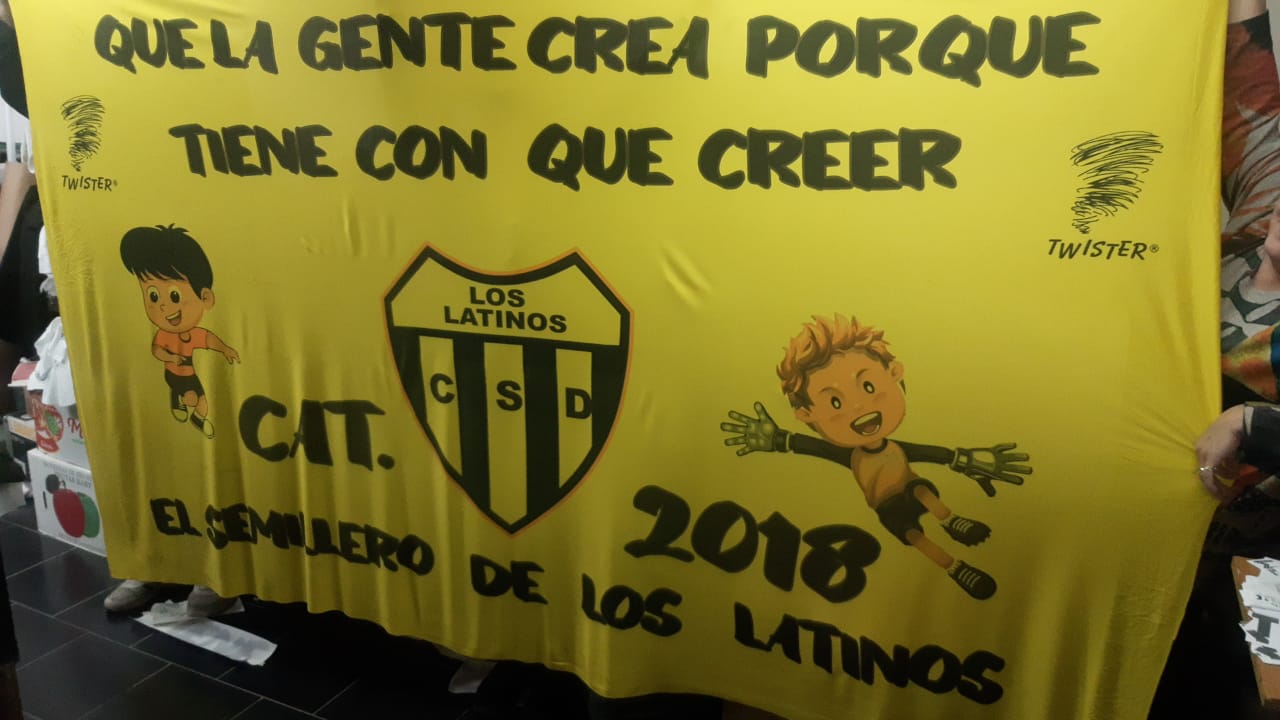 QUE LA GENTE CREA PORQUE
TIENE CON QUE CREER
TWISTER®
TWISTER®
LOS
LATINOS
C S D
CAT.
2018
EL SEMILLERO DE LOS LATINOS